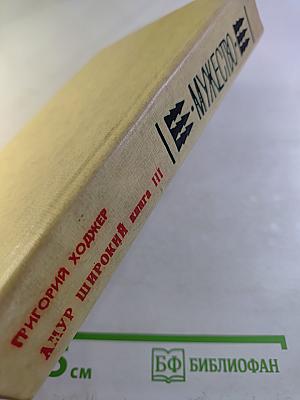 ГРИГОРИЙ ХОДЖЕР
АМУР ШИРОКИЙ книга III
МУЖЕСТВО
см
БФ БИБЛИОФАН